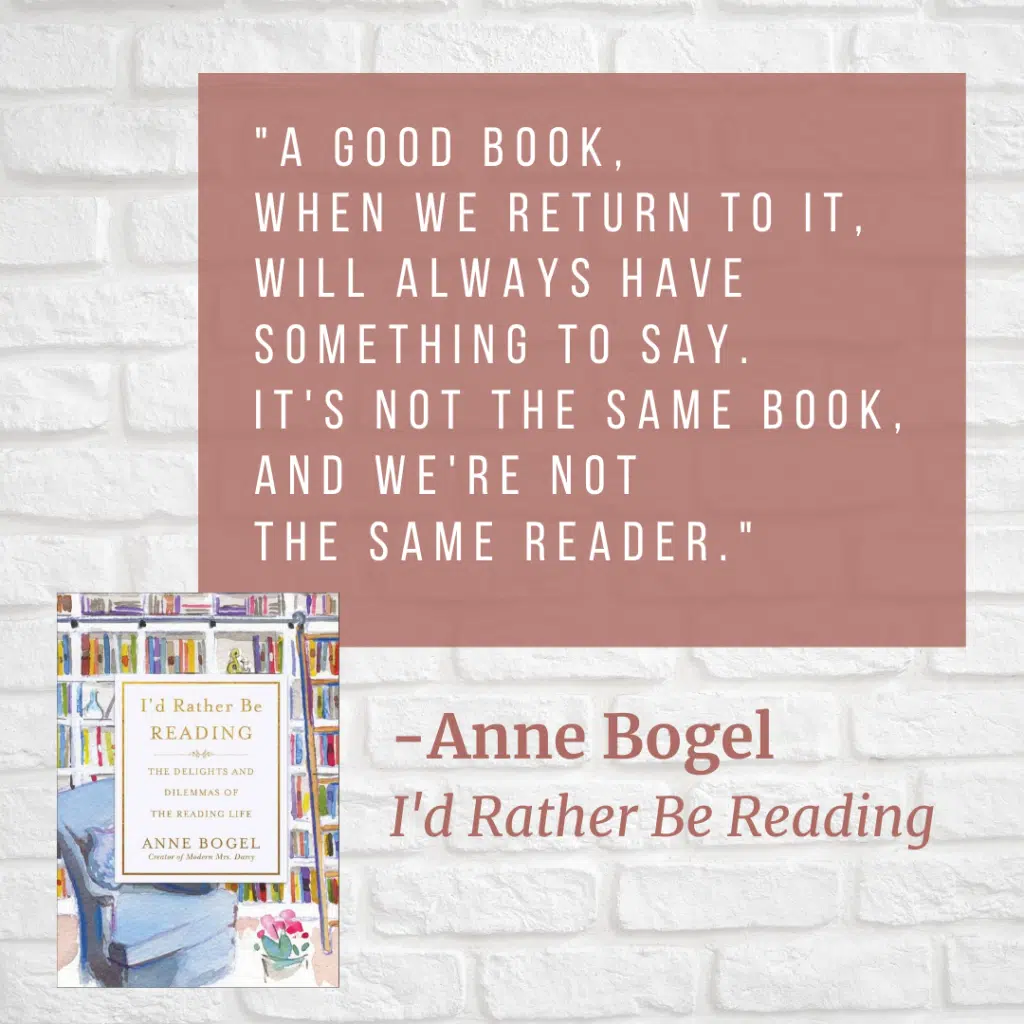 "A GOOD BOOK,
WHEN WE RETURN TO IT,
WILL ALWAYS HAVE
SOMETHING TO SAY.
IT'S NOT THE SAME BOOK,
AND WE'RE NOT
THE SAME READER."
I'd Rather Be
READING
THE DELIGHTS AND
DILEMMAS OF
THE READING LIFE
ANNE BOGEL
Creator of Modern Mrs. Darcy
-Anne Bogel
I'd Rather Be Reading